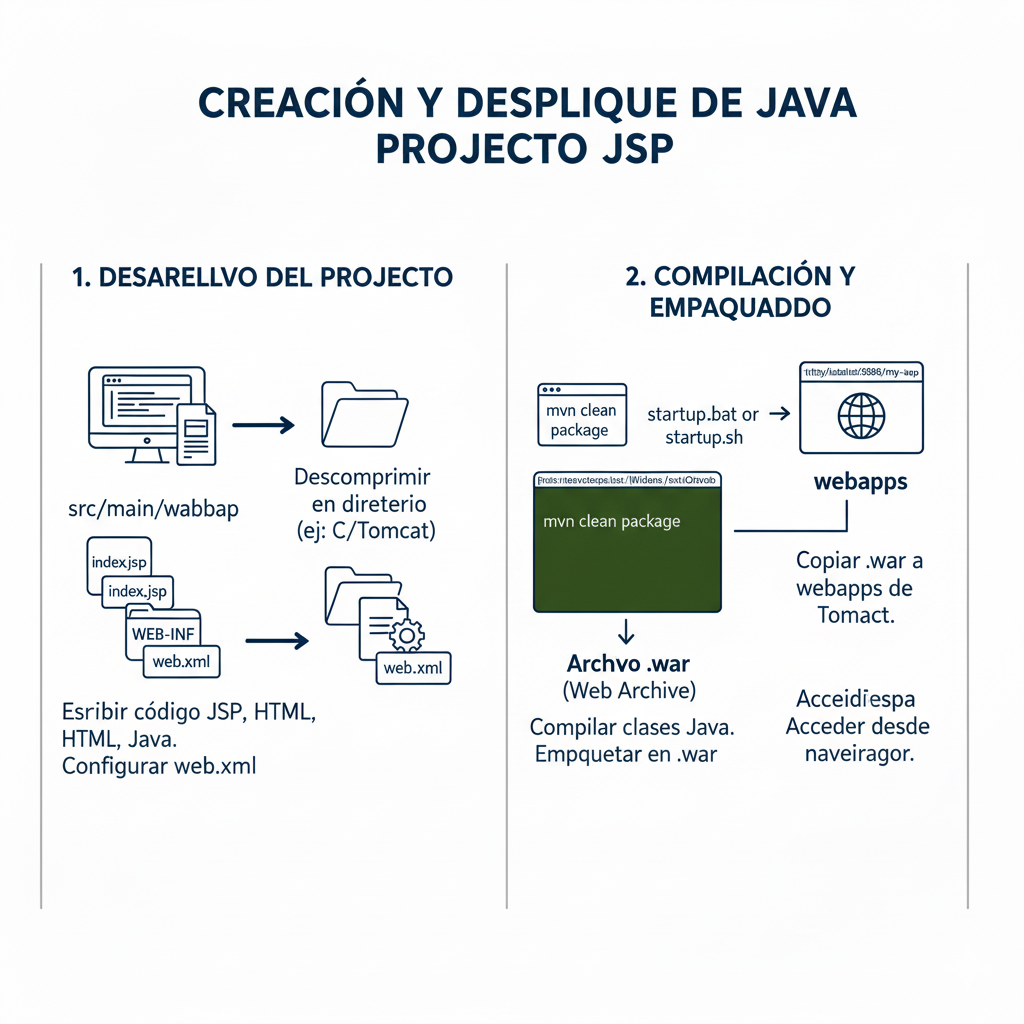 CREACIÓN Y DESPLIQUE DE JAVA
PROJECTO JSP
1. DESARELLVO DEL PROJECTO
src/main/wabbap
index.jsp
index.jsp
WEB-INF
web.xml
Descomprimir
en direterio
(ej: C/Tomcat)
web.xml
Esribir código JSP, HTML,
HTML, Java.
Configurar web.xml
2. COMPILACIÓN Y
EMPAQUADDO
mvn clean
package
startup.bat or
startup.sh
/my-aep
webapps
mvn clean package
Archvo .war
(Web Archive)
Compilar clases Java.
Empquetar en .war
Copiar .war a
webapps de
Tomact.
Acceidiespa
Acceder desde
naveiragor.